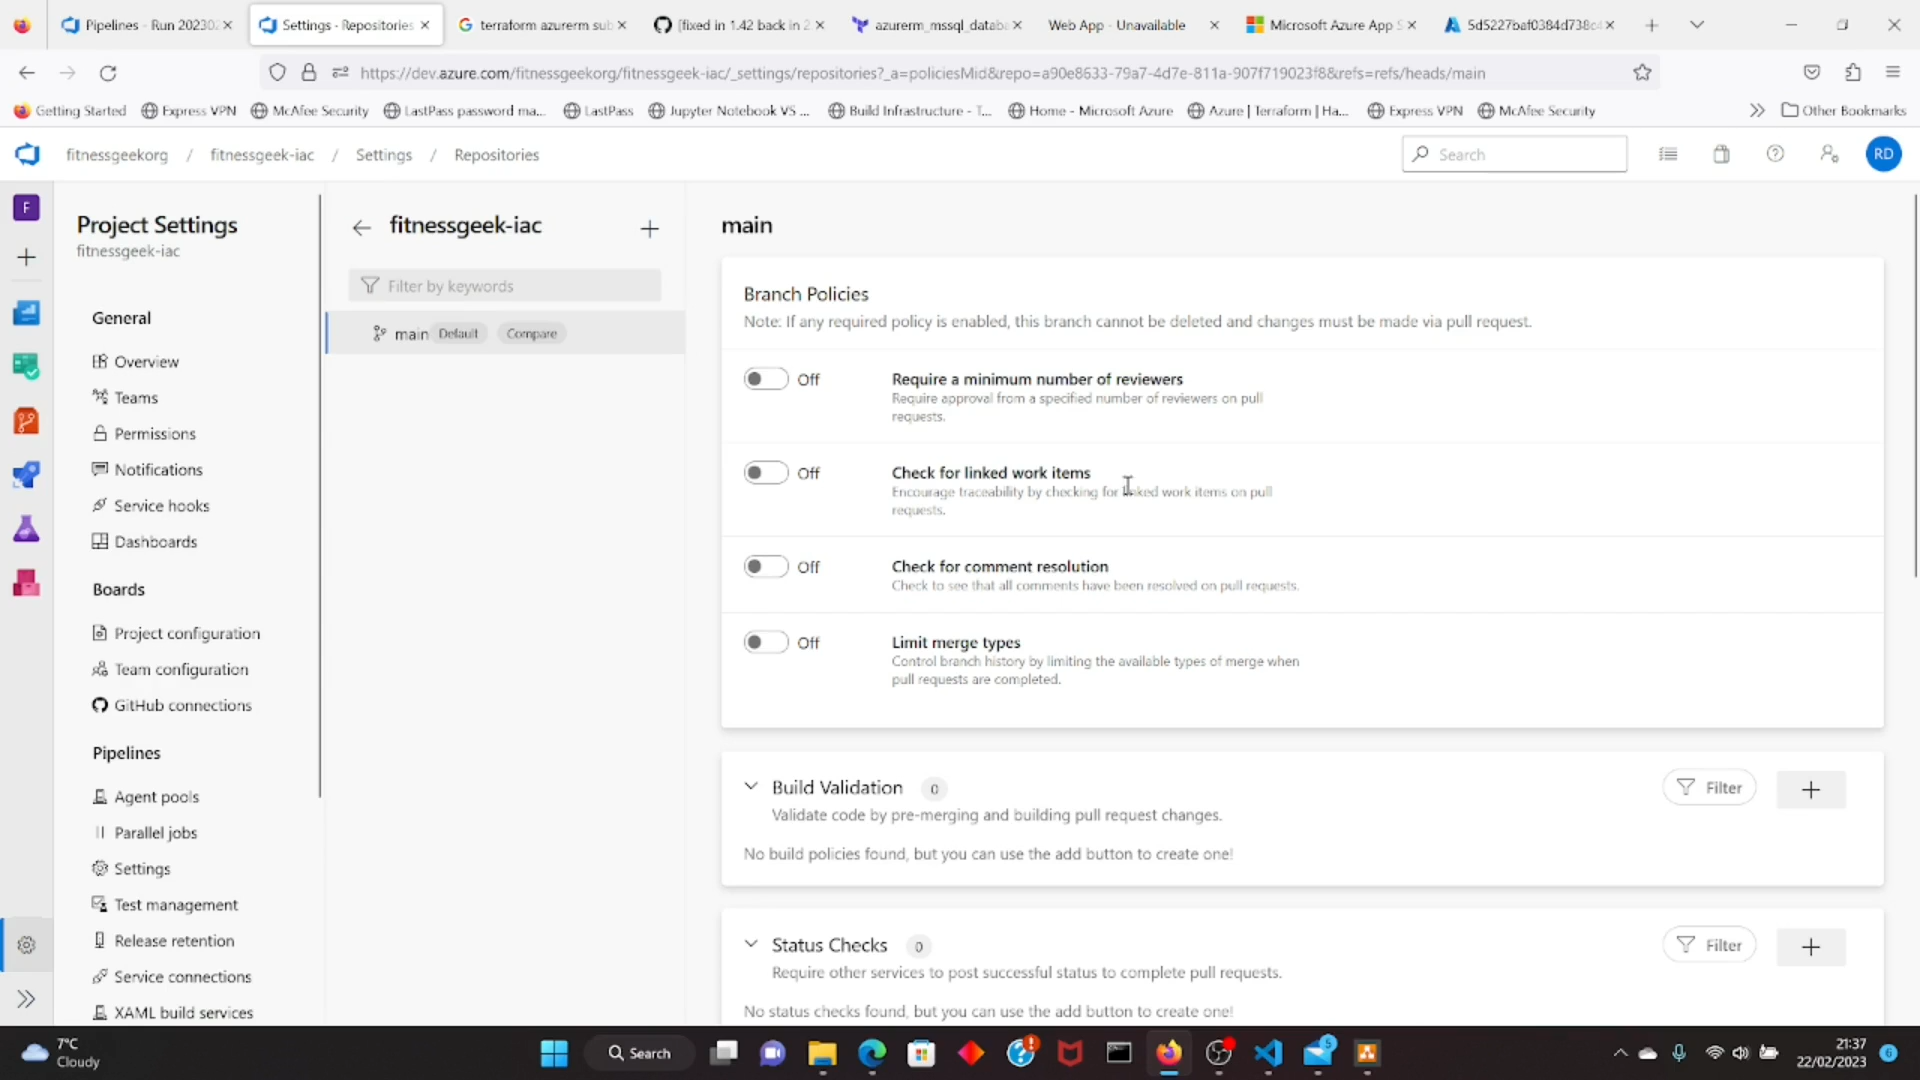 Pipelines - Run 20230
Settings · Repositories
terraform azurerm sub
[fixed in 1.42 back in 2
azurerm_mssql_databa
Web App - Unavailable
Microsoft Azure App S
5d5227baf0384d738c
https://dev.azure.com/fitnessgeekorg/fitnessgeek-iac/_settings/repositories?_a=policiesMid&repo=a90e8633-79a7-4d7e-811a-907f719023f8&refs=refs/heads/main
Getting Started
Express VPN
McAfee Security
LastPass password ma...
LastPass
Jupyter Notebook VS ...
Build Infrastructure - T...
Home - Microsoft Azure
Azure | Terraform | Ha...
Express VPN
McAfee Security
Other Bookmarks
fitnessgeekorg / fitnessgeek-iac / Settings / Repositories
Search
RD
F
Project Settings
fitnessgeek-iac
General
Overview
Teams
Permissions
Notifications
Service hooks
Dashboards
Boards
Project configuration
Team configuration
GitHub connections
Pipelines
Agent pools
Parallel jobs
Settings
Test management
Release retention
Service connections
XAML build services
fitnessgeek-iac
Filter by keywords
main Default Compare
main
Branch Policies
Note: If any required policy is enabled, this branch cannot be deleted and changes must be made via pull request.
Off
Require a minimum number of reviewers
Require approval from a specified number of reviewers on pull
requests.
Off
Check for linked work items
Encourage traceability by checking for linked work items on pull
requests.
Off
Check for comment resolution
Check to see that all comments have been resolved on pull requests.
Off
Limit merge types
Control branch history by limiting the available types of merge when
pull requests are completed.
Build Validation 0
Filter
Validate code by pre-merging and building pull request changes.
No build policies found, but you can use the add button to create one!
Status Checks 0
Filter
Require other services to post successful status to complete pull requests.
No status checks found, but you can use the add button to create one!
7°C
Cloudy
Search
5
21:37
22/02/2023
6